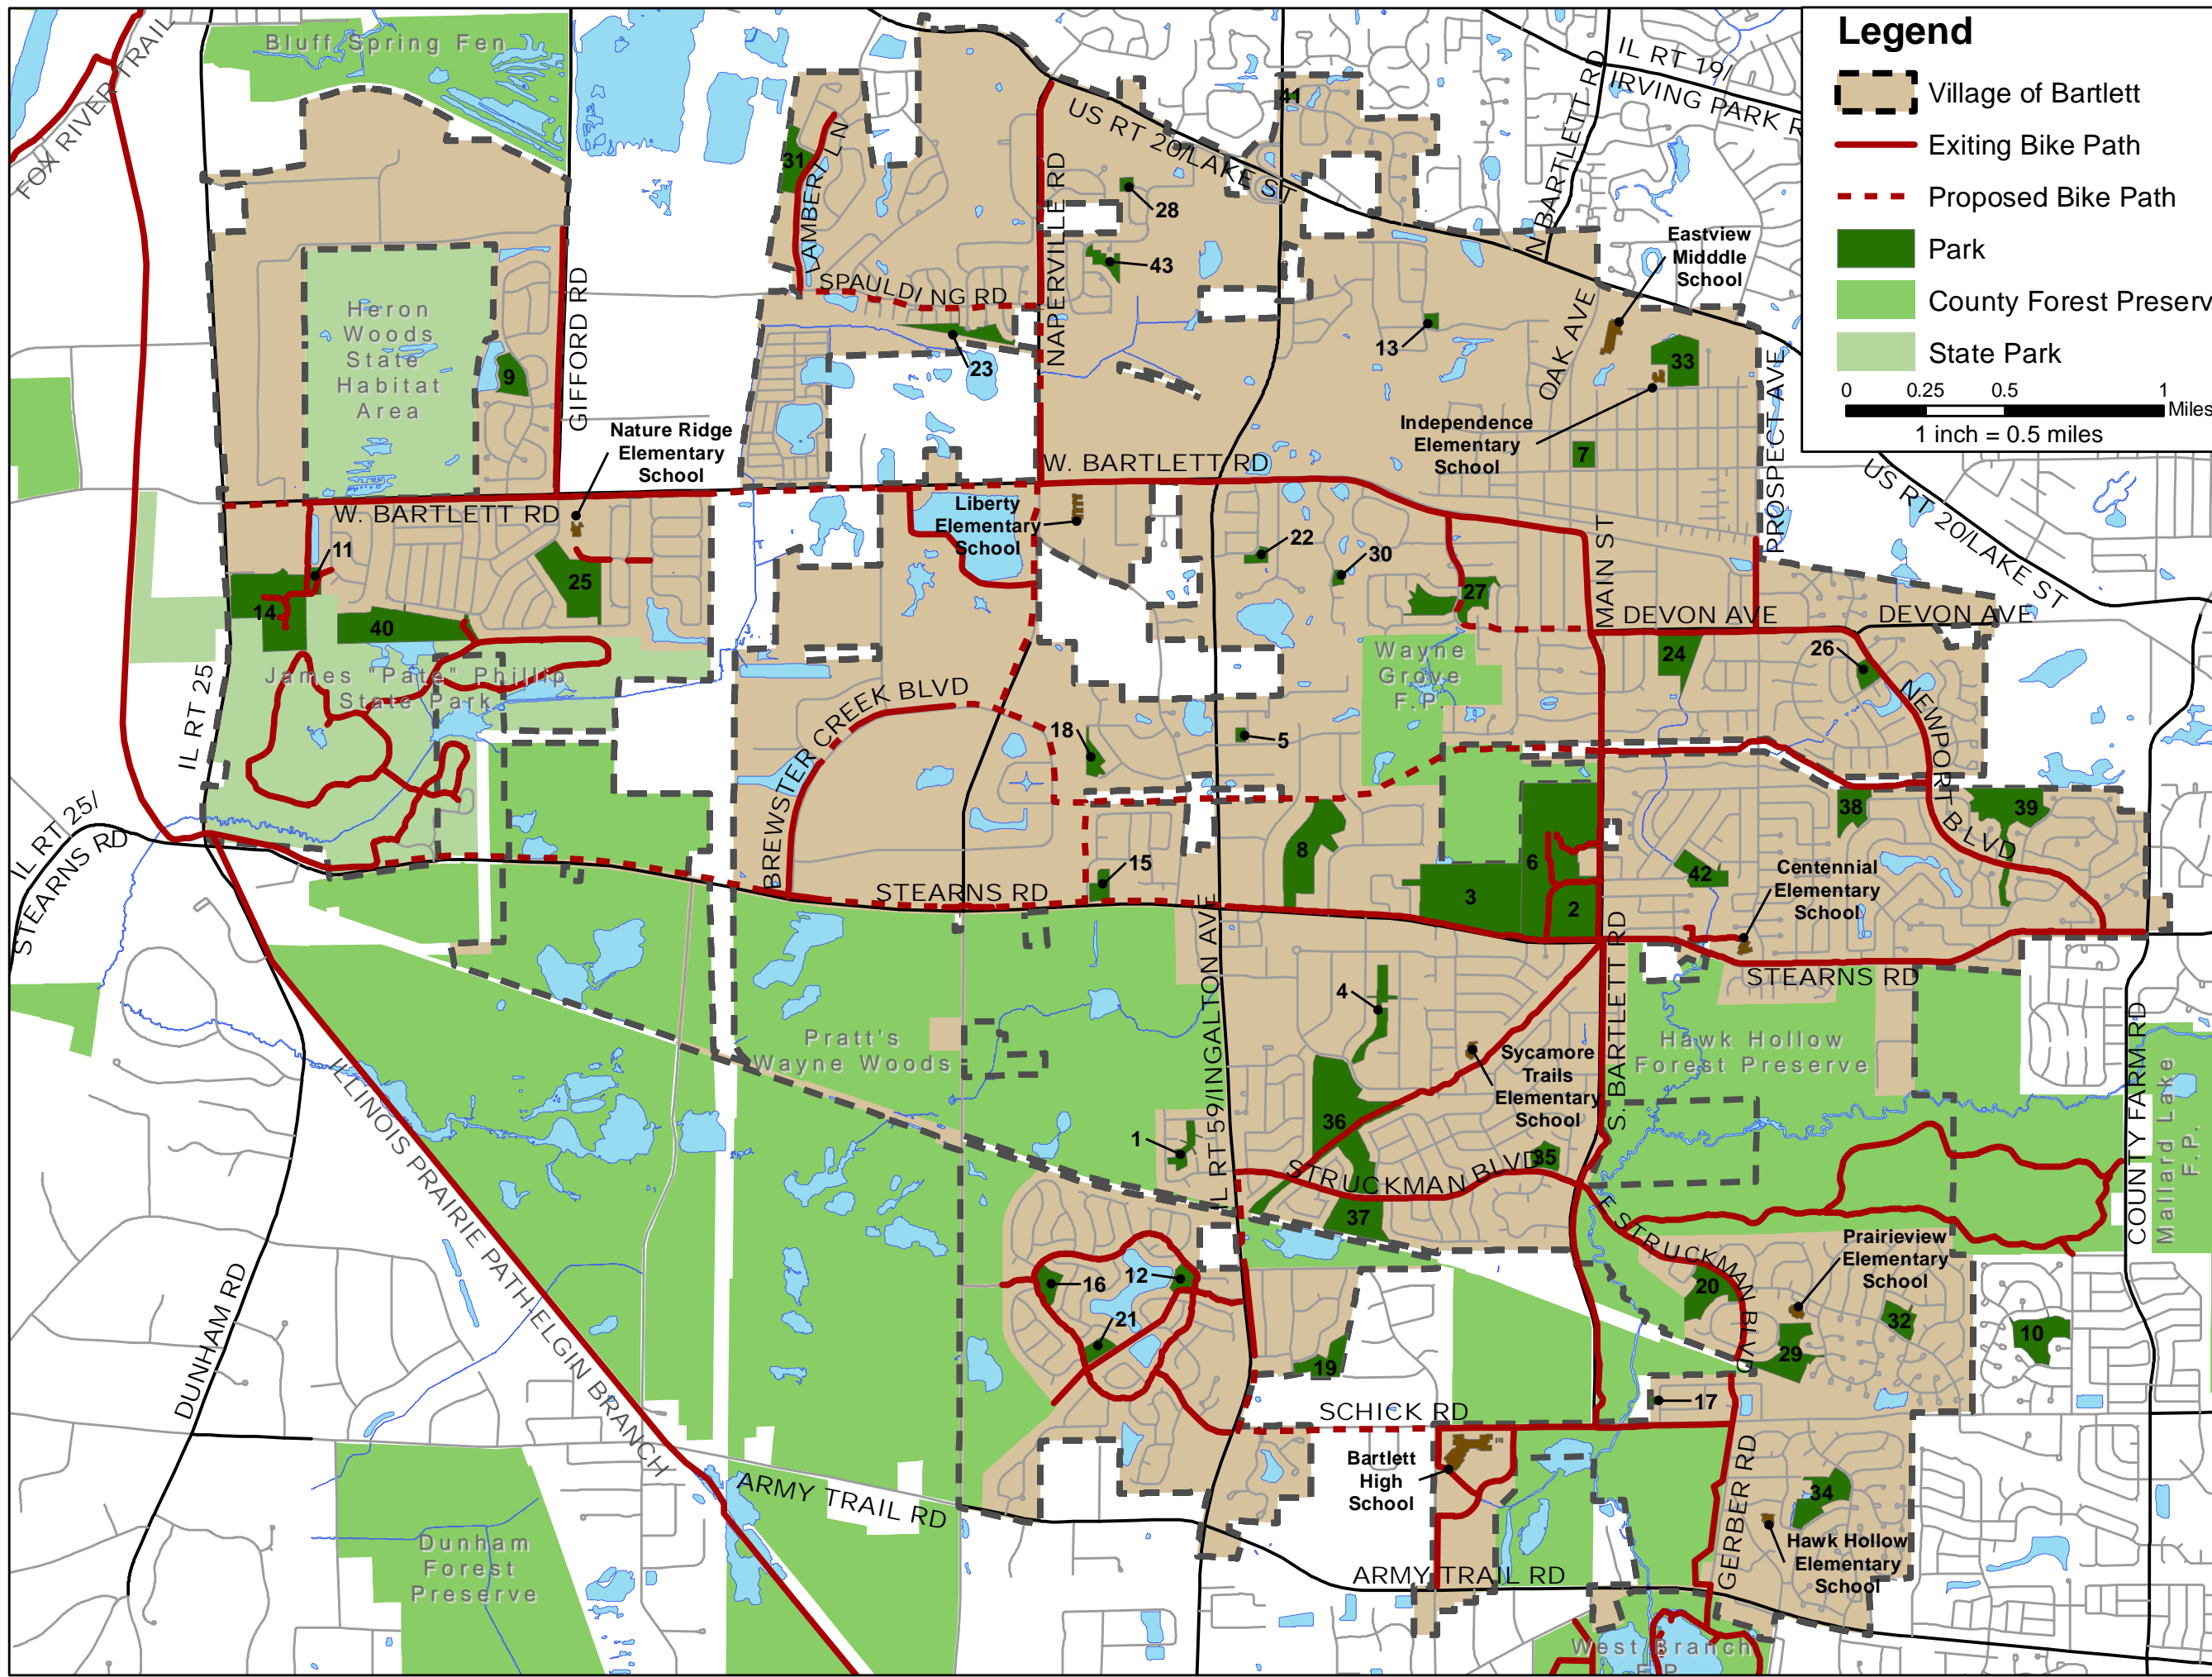 Legend
Village of Bartlett
Exiting Bike Path
Proposed Bike Path
Park
County Forest Preserv
State Park
0 0.25 0.5 1
Miles
1 inch = 0.5 miles
FOX RIVER TRAIL
Bluff Spring Fen
IL RT 19/
IRVING PARK R
N BARTLETT RD
US RT 20/LAKE ST
41
31
LAMBERT LN
NAPERVILLE RD
28
43
Eastview
Midddle
School
SPAULDING RD
23
13
OAK AVE
33
PROSPECT AVE
Heron
Woods
State
Habitat
Area
9
GIFFORD RD
Nature Ridge
Elementary
School
Independence
Elementary
School
7
W. BARTLETT RD
US RT 20/LAKE ST
W. BARTLETT RD
Liberty
Elementary
School
11
25
22
30
27
MAIN ST
DEVON AVE
DEVON AVE
14
40
24
26
James "Pate" Phillip
State Park
IL RT 25
Wayne
Grove
F.P.
NEWPORT BLVD
BREWSTER CREEK BLVD
18
5
IL RT 25/
STEARNS RD
38
39
8
6
15
3
2
42
Centennial
Elementary
School
STEARNS RD
STEARNS RD
IL RT 59/INGALTON AVE
S. BARTLETT RD
4
Pratt's
Wayne Woods
Sycamore
Trails
Elementary
School
Hawk Hollow
Forest Preserve
COUNTY FARM RD
Mallard Lake
F.P.
36
1
35
STRUCKMAN BLVD
37
E STRUCKMAN BLVD
ILLINOIS PRAIRIE PATH ELGIN BRANCH
Prairieview
Elementary
School
16
12
21
20
32
10
29
19
17
DUNHAM RD
SCHICK RD
Bartlett
High
School
GERBER RD
34
Hawk Hollow
Elementary
School
ARMY TRAIL RD
ARMY TRAIL RD
Dunham
Forest
Preserve
West Branch
F.P.